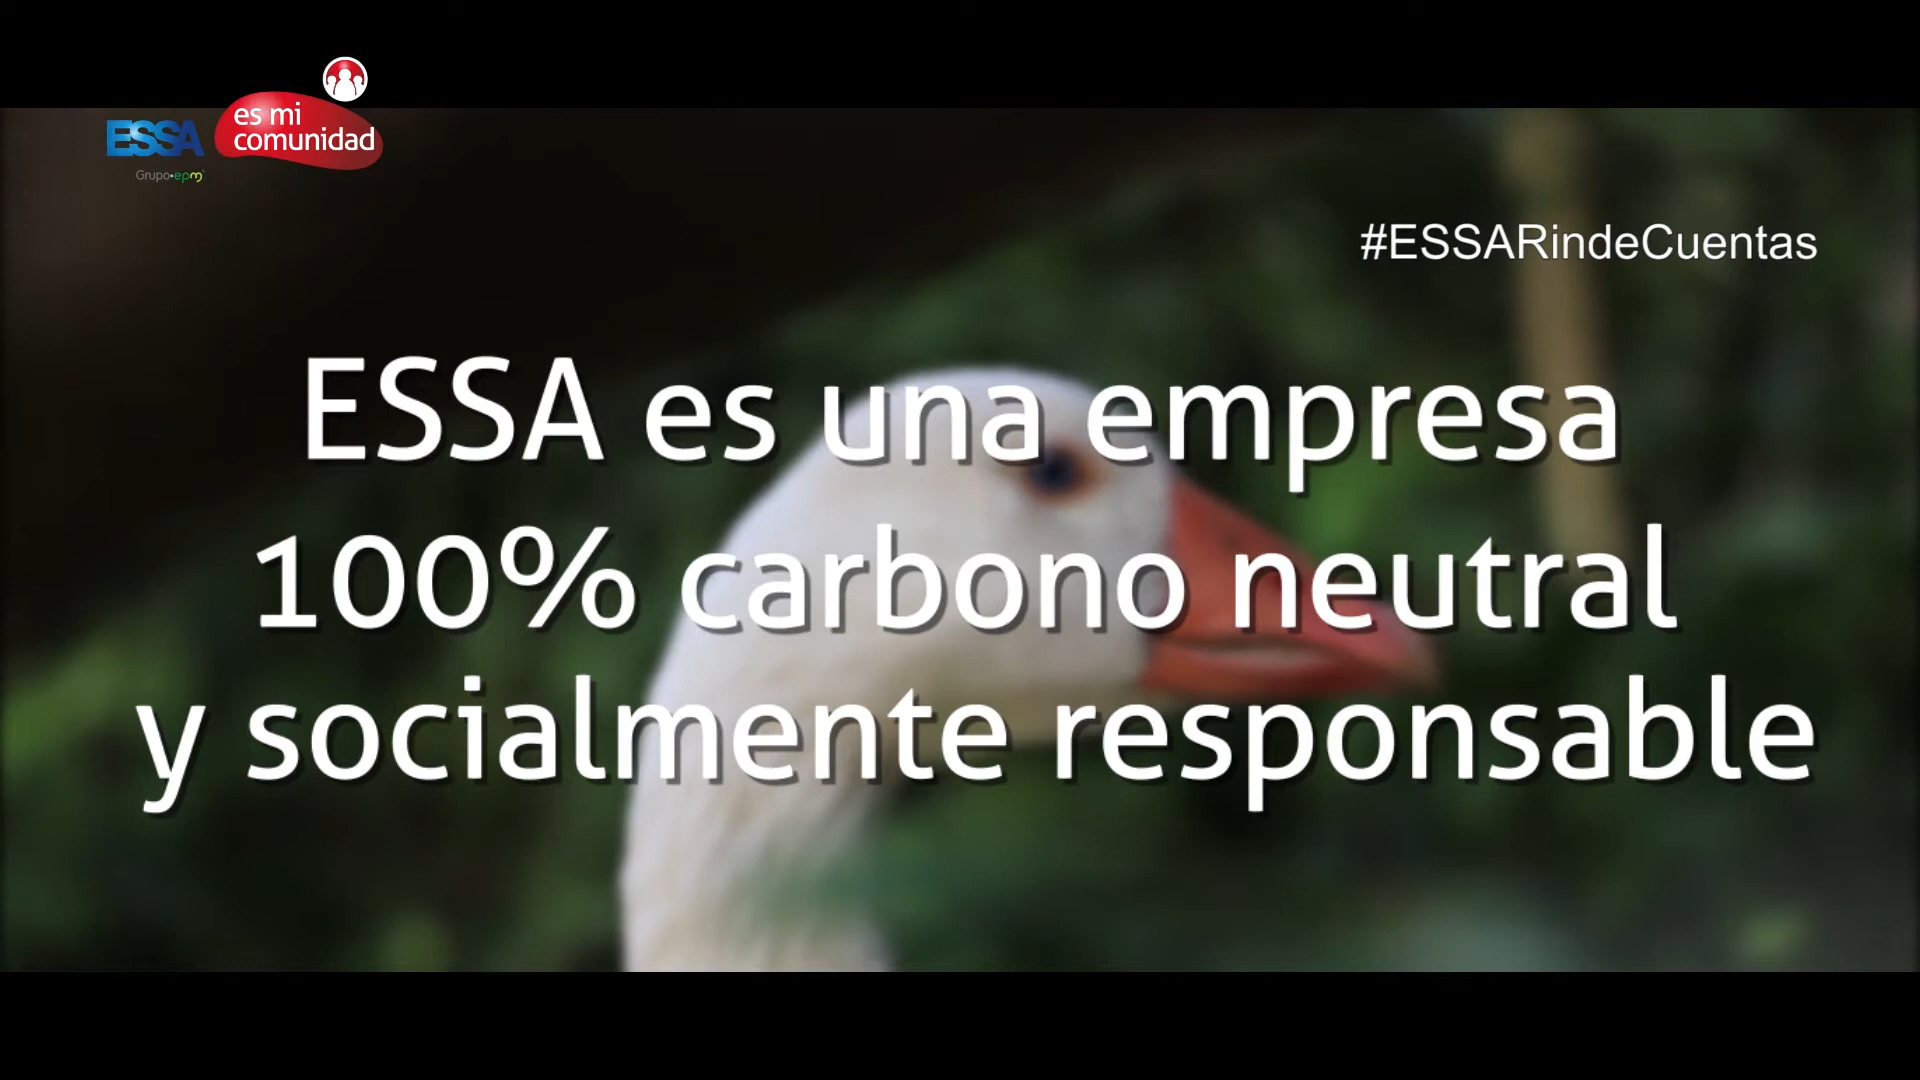 ESSA
Grupo•epm
es mi
comunidad
#ESSARindeCuentas
ESSA es una empresa
100% carbono neutral
y socialmente responsable